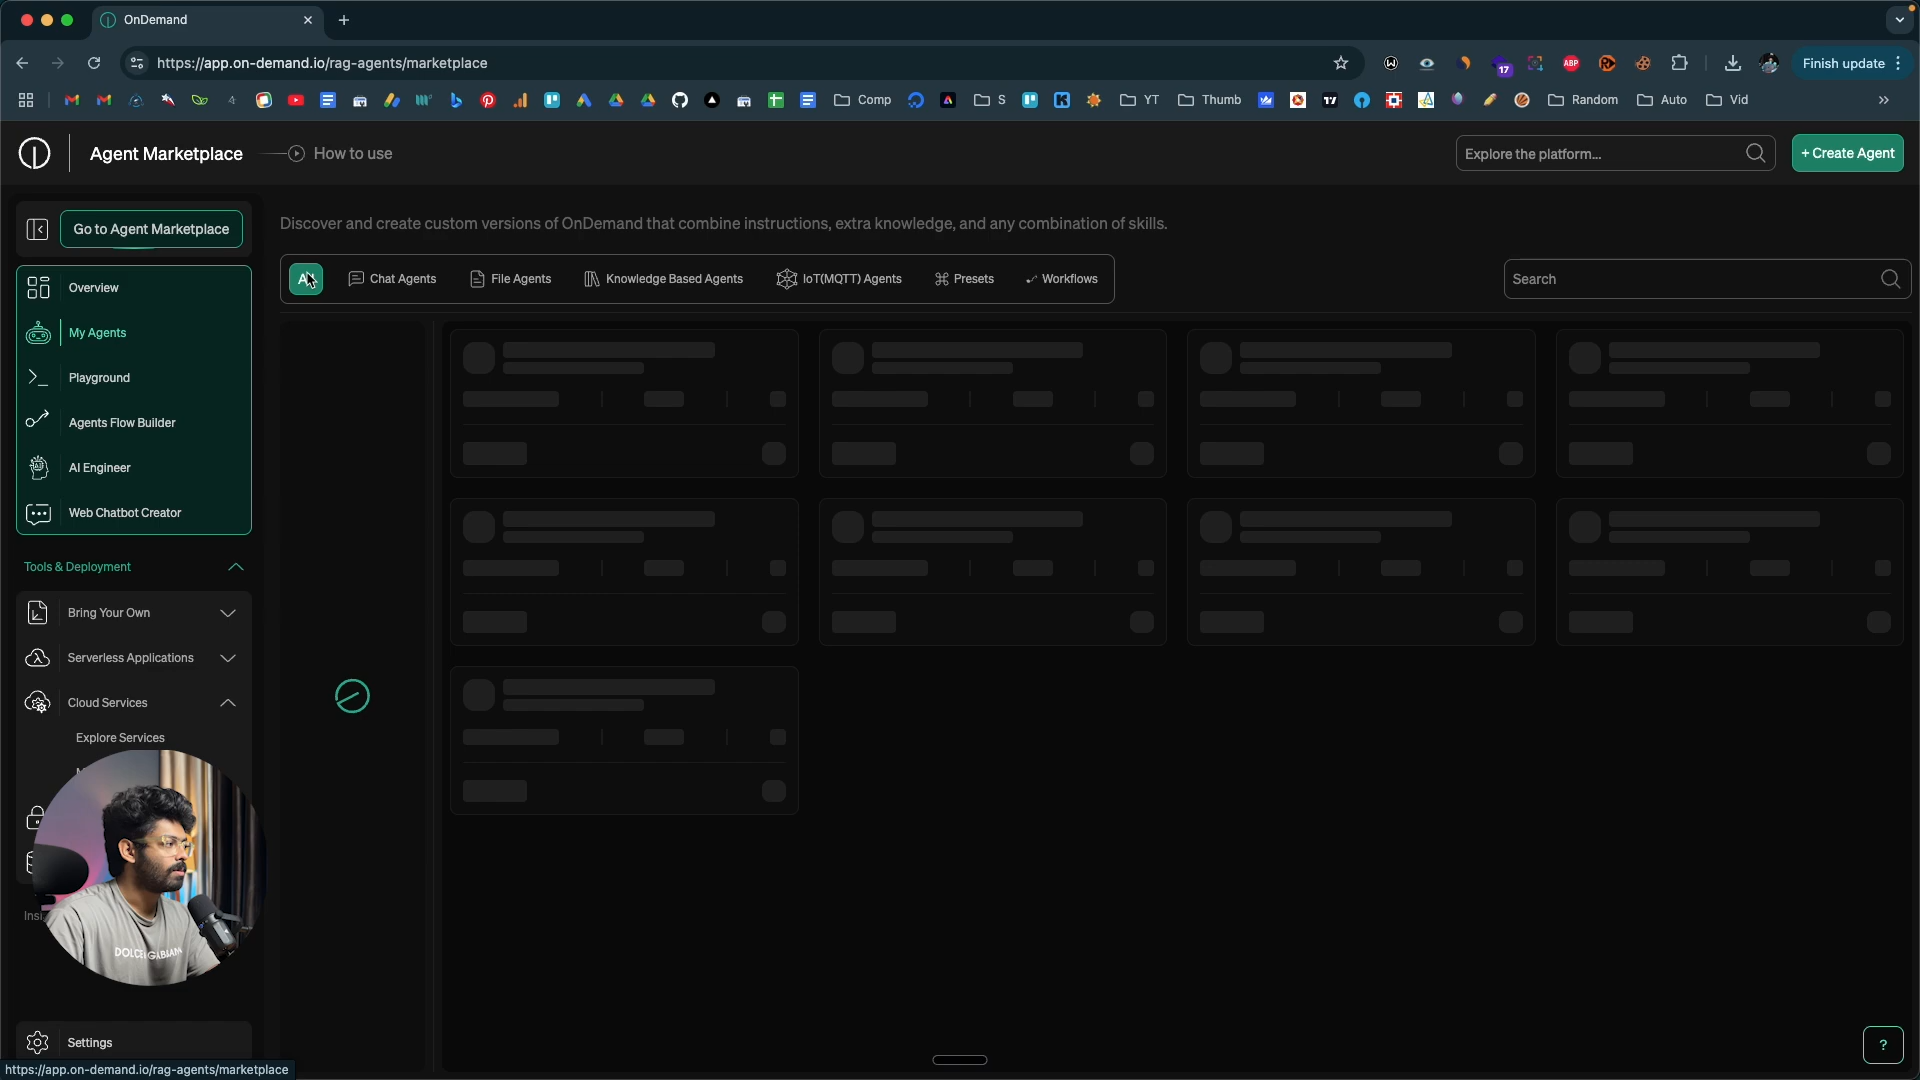 OnDemand
https://app.on-demand.io/rag-agents/marketplace
17
ABP
Finish update
Comp
S
YT
Thumb
Random
Auto
Vid
Agent Marketplace
How to use
Explore the platform...
+ Create Agent
Go to Agent Marketplace
Discover and create custom versions of OnDemand that combine instructions, extra knowledge, and any combination of skills.
Chat Agents
File Agents
Knowledge Based Agents
IoT(MQTT) Agents
Presets
Workflows
Search
Overview
My Agents
Playground
Agents Flow Builder
AI Engineer
Web Chatbot Creator
Tools & Deployment
Bring Your Own
Serverless Applications
Cloud Services
Explore Services
Settings
?
https://app.on-demand.io/rag-agents/marketplace